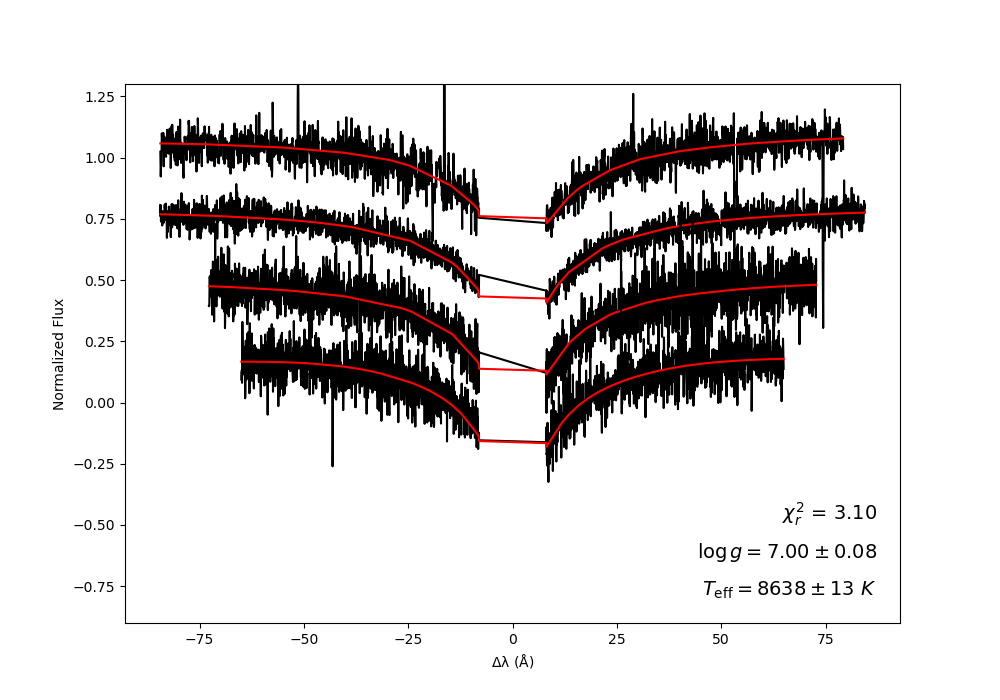 Normalized Flux
1.25
1.00
0.75
0.50
0.25
0.00
−0.25
−0.50
−0.75
χ²ᵣ = 3.10
log g = 7.00 ± 0.08
T_eff = 8638 ± 13 K
−75 −50 −25 0 25 50 75
Δλ (Å)